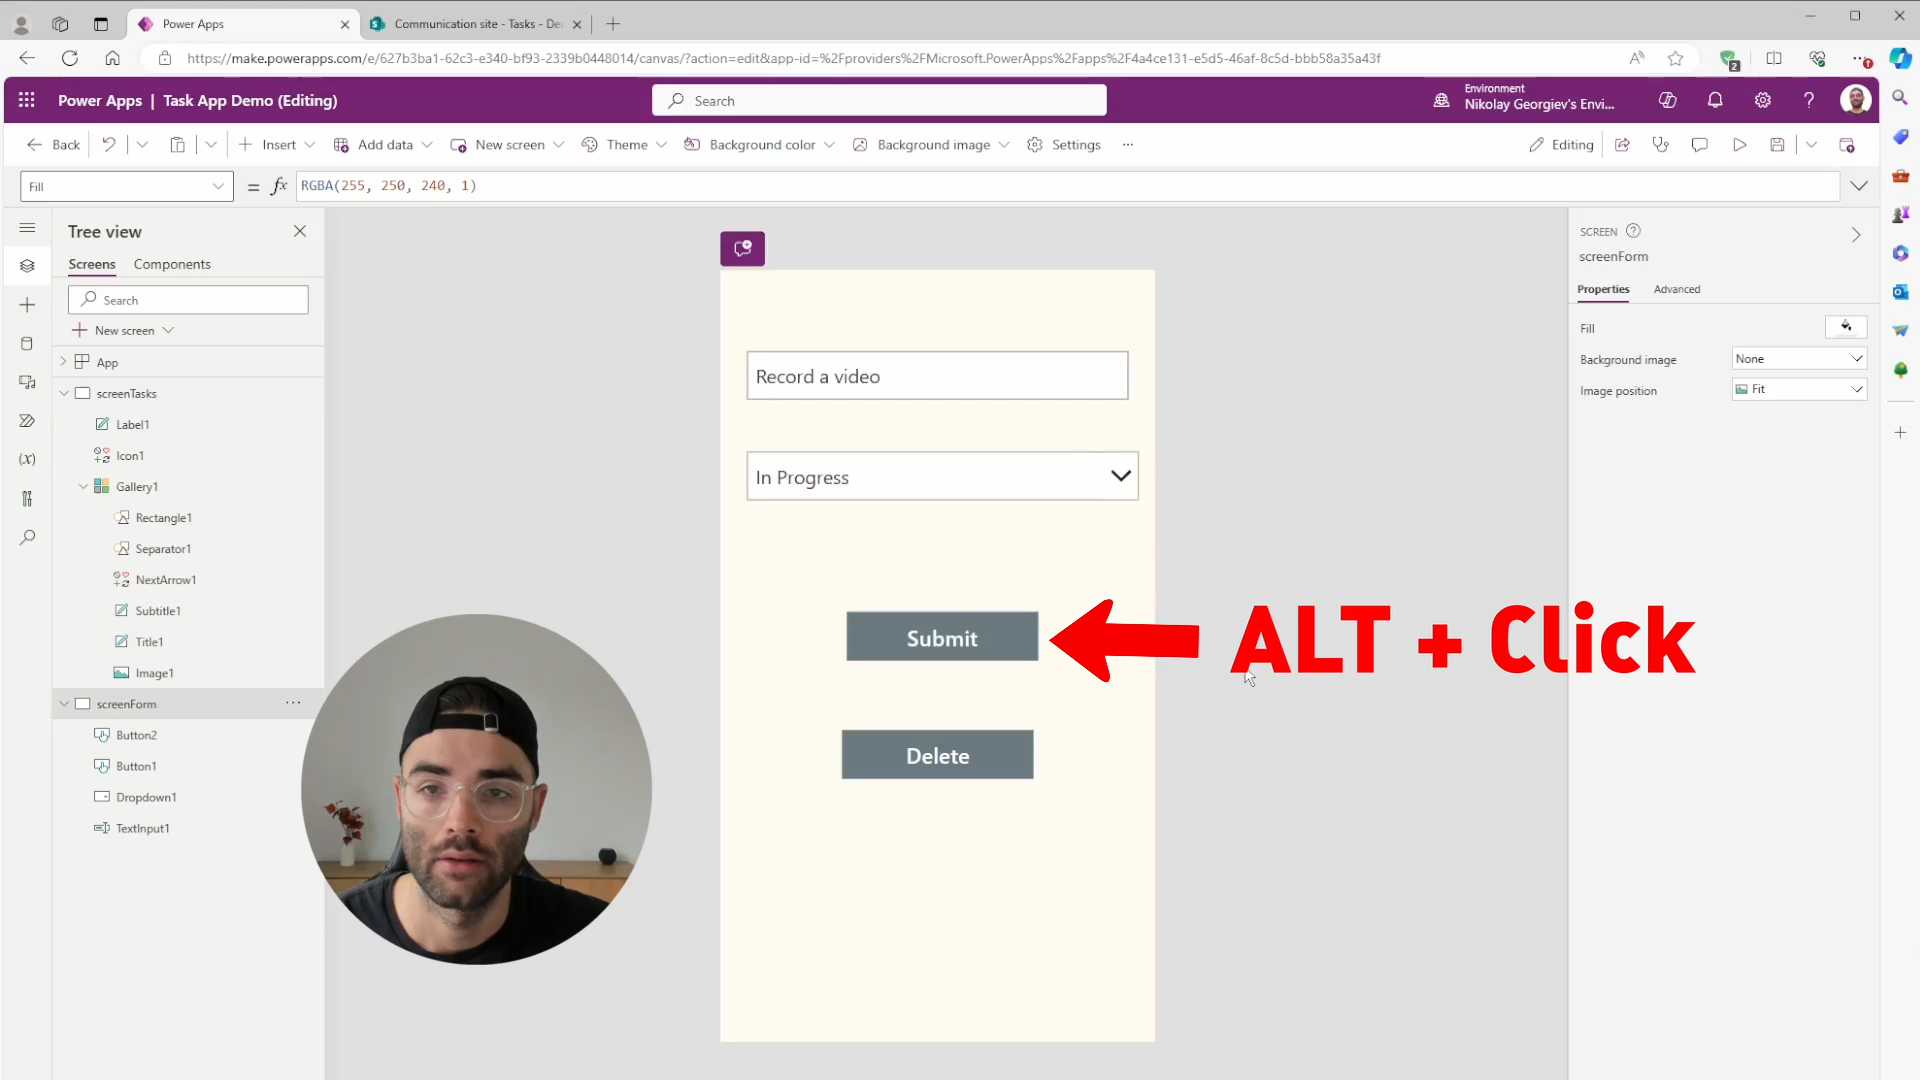 Power Apps
Communication site - Tasks - De
https://make.powerapps.com/e/627b3ba1-62c3-e340-bf93-2339b0448014/canvas/?action=edit&app-id=%2Fproviders%2FMicrosoft.PowerApps%2Fapps%2F4a4ce131-e5d5-46af-8c5d-bbb58a35a43f
Power Apps | Task App Demo (Editing)
Search
Environment
Nikolay Georgiev's Envi...
Back
Insert
Add data
New screen
Theme
Background color
Background image
Settings
Editing
Fill
= fx RGBA(255, 250, 240, 1)
Tree view
Screens Components
Search
New screen
App
screenTasks
Label1
Icon1
Gallery1
Rectangle1
Separator1
NextArrow1
Subtitle1
Title1
Image1
screenForm
Button2
Button1
Dropdown1
TextInput1
Record a video
In Progress
Submit
ALT + Click
Delete
SCREEN
screenForm
Properties Advanced
Fill
Background image None
Image position Fit